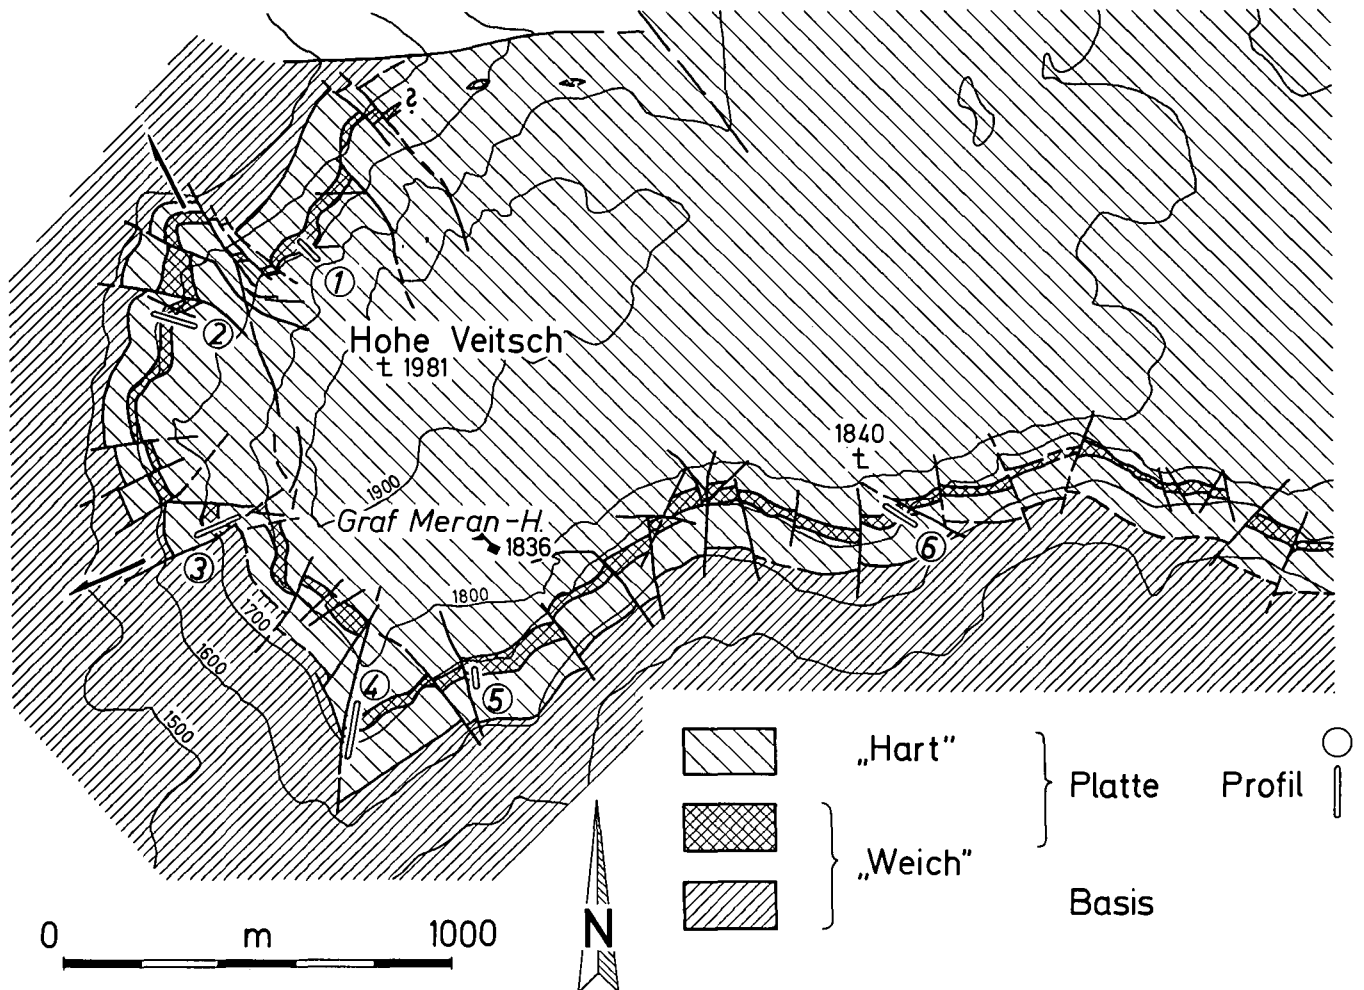 ?
1
2
Hohe Veitsch
1981
1840
1900
Graf Meran-H.
1836
6
3
1800
1700
1600
4
5
1500
„Hart”
Platte
Profil
„Weich”
Basis
0 m 1000
N